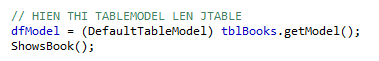 // HIEN THI TABLEMODEL LEN JTABLE
dfModel = (DefaultTableModel) tblBooks.getModel();
ShowsBook();